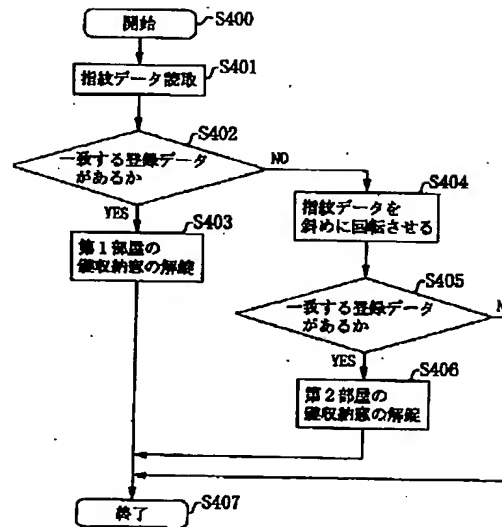 開始
S400
指紋データ読取
S401
S402
一致する登録データ
があるか
NO
YES
S403
第1部屋の
鍵収納窓の解錠
S404
指紋データを
斜めに回転させる
S405
一致する登録データ
があるか
N
YES
S406
第2部屋の
鍵収納窓の解錠
終了
S407